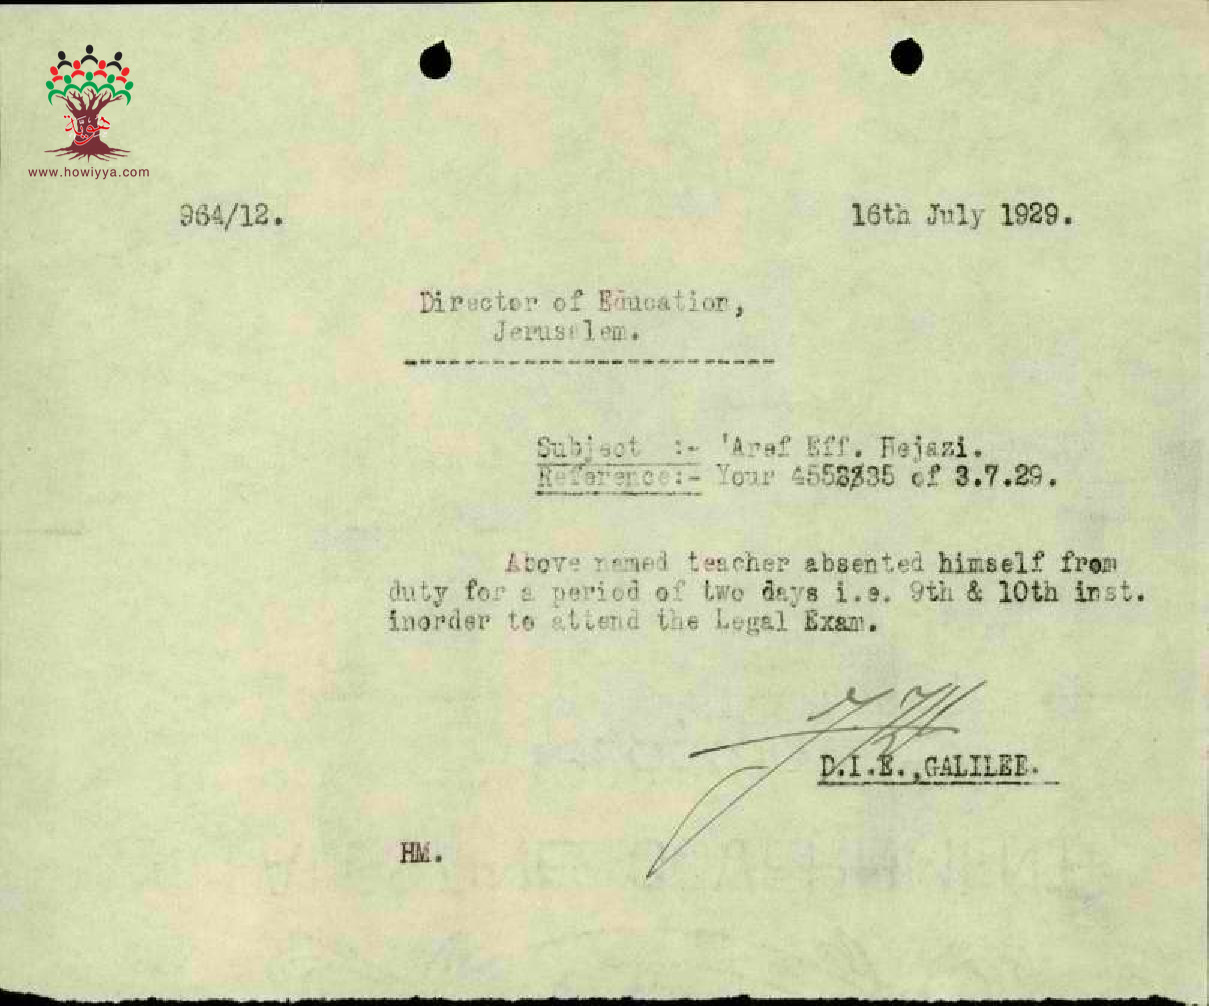 هوية
www.howiyya.com
964/12.
16th July 1929.
Director of Education,
Jerusalem.
Subject :- 'Aref Eff. Hejazi.
Reference:- Your of 3.7.29.
Above named teacher absented himself from
duty for a period of two days i.e. 9th & 10th inst.
inorder to attend the Legal Exam.
D.I.E.,GALILEE.
HM.